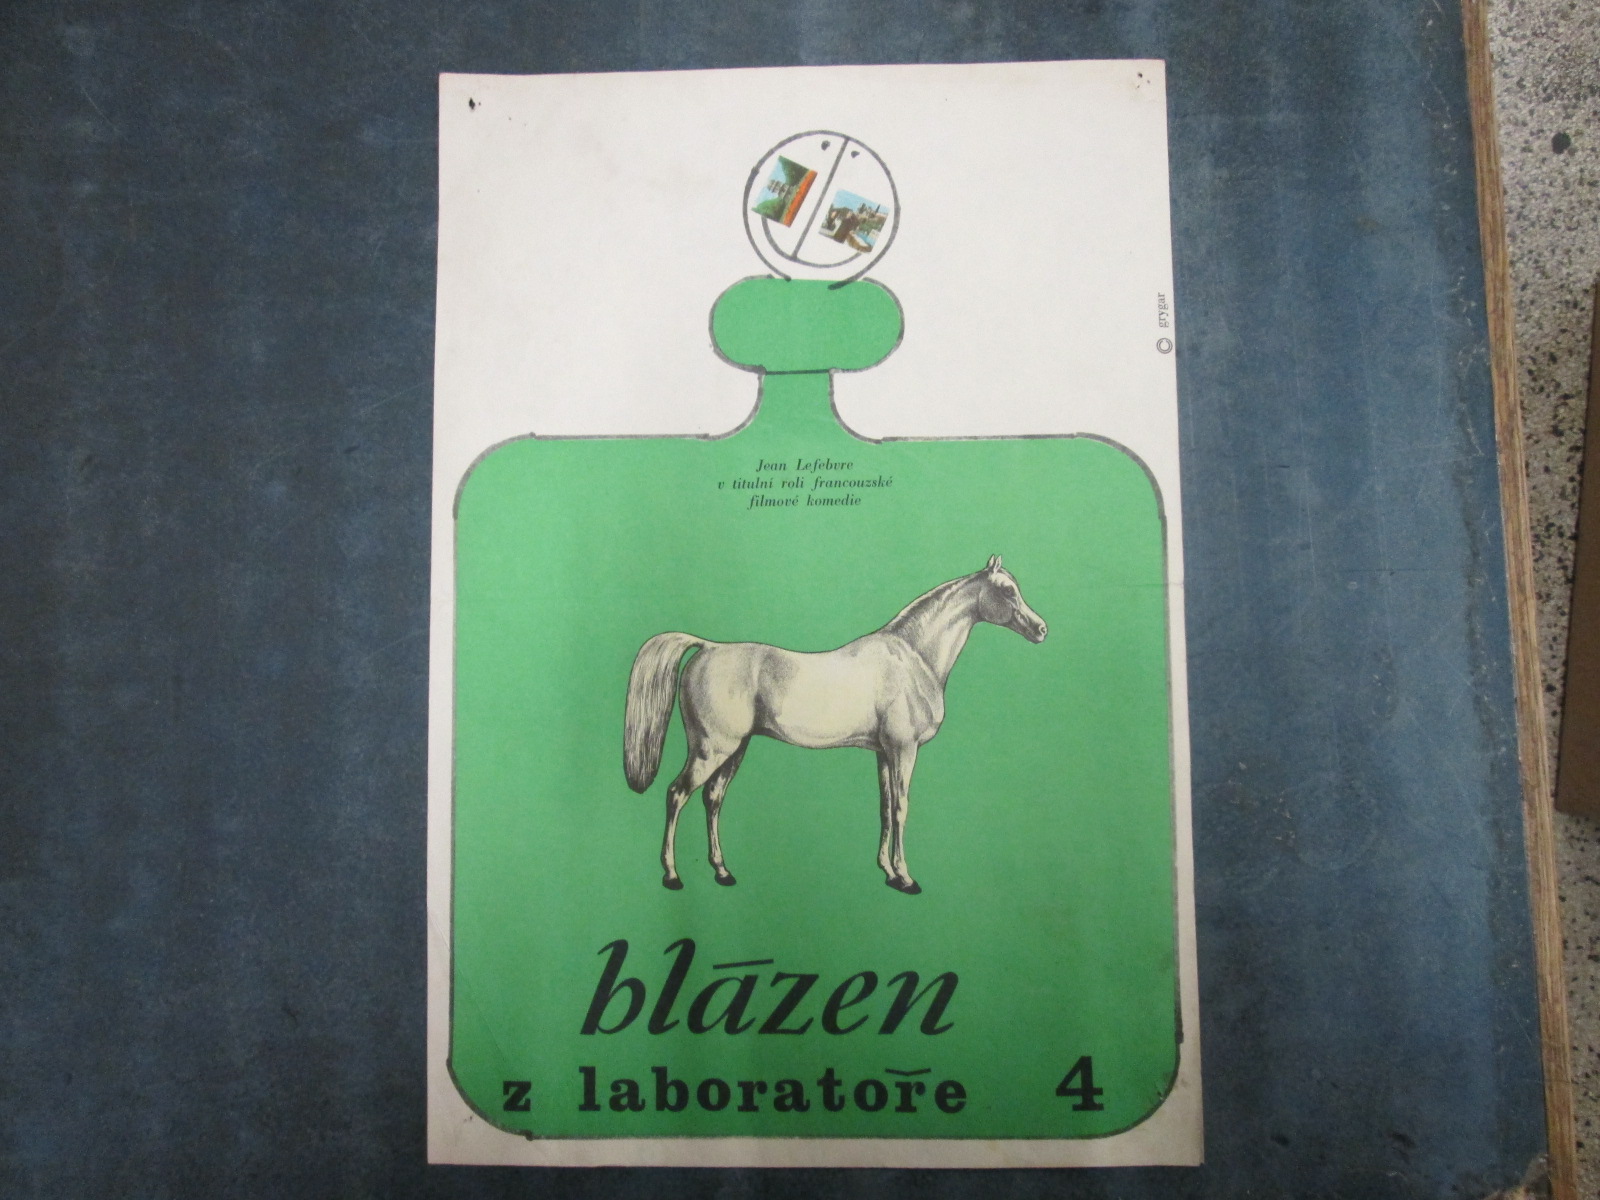 © grygar
Jean Lefebvre
v titulní roli francouzské
filmové komedie
blázen
z laboratoře 4